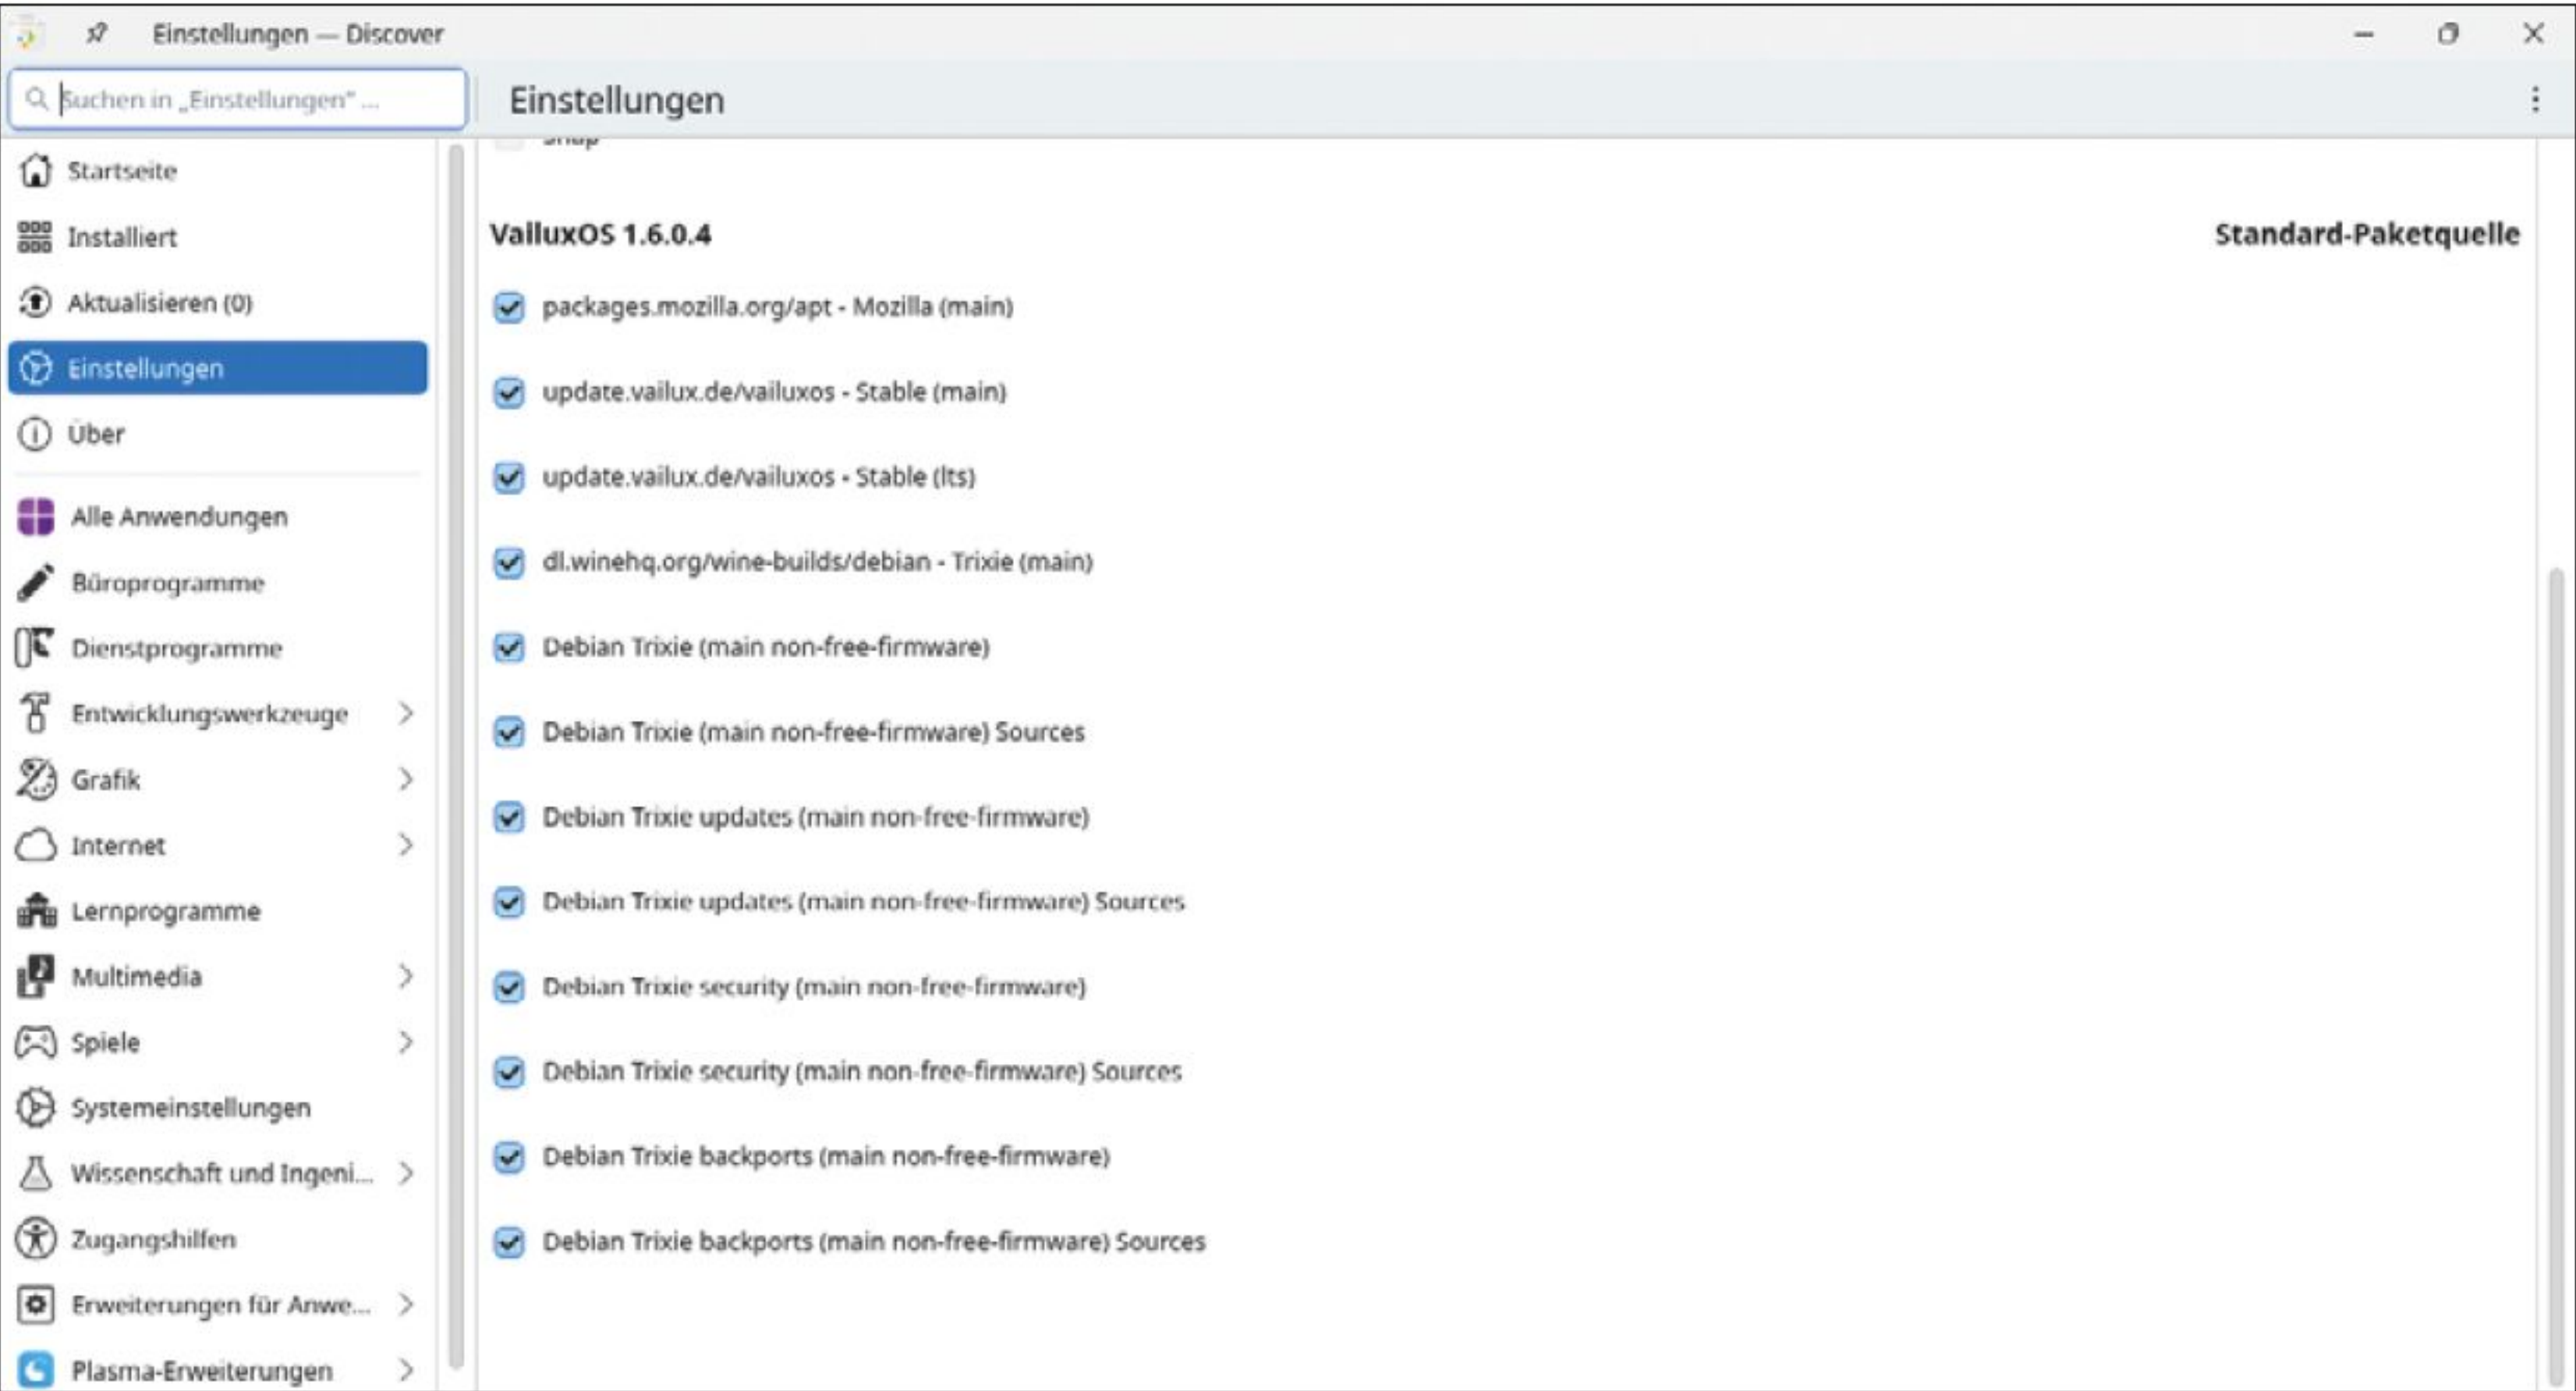 Einstellungen — Discover
Suchen in „Einstellungen“ ...
Einstellungen
Startseite
Installiert
Aktualisieren (0)
Einstellungen
Über
Alle Anwendungen
Büroprogramme
Dienstprogramme
Entwicklungswerkzeuge
Grafik
Internet
Lernprogramme
Multimedia
Spiele
Systemeinstellungen
Wissenschaft und Ingeni...
Zugangshilfen
Erweiterungen für Anwe...
Plasma-Erweiterungen
Snap
VailuxOS 1.6.0.4
Standard-Paketquelle
packages.mozilla.org/apt - Mozilla (main)
update.vailux.de/vailuxos - Stable (main)
update.vailux.de/vailuxos - Stable (lts)
dl.winehq.org/wine-builds/debian - Trixie (main)
Debian Trixie (main non-free-firmware)
Debian Trixie (main non-free-firmware) Sources
Debian Trixie updates (main non-free-firmware)
Debian Trixie updates (main non-free-firmware) Sources
Debian Trixie security (main non-free-firmware)
Debian Trixie security (main non-free-firmware) Sources
Debian Trixie backports (main non-free-firmware)
Debian Trixie backports (main non-free-firmware) Sources